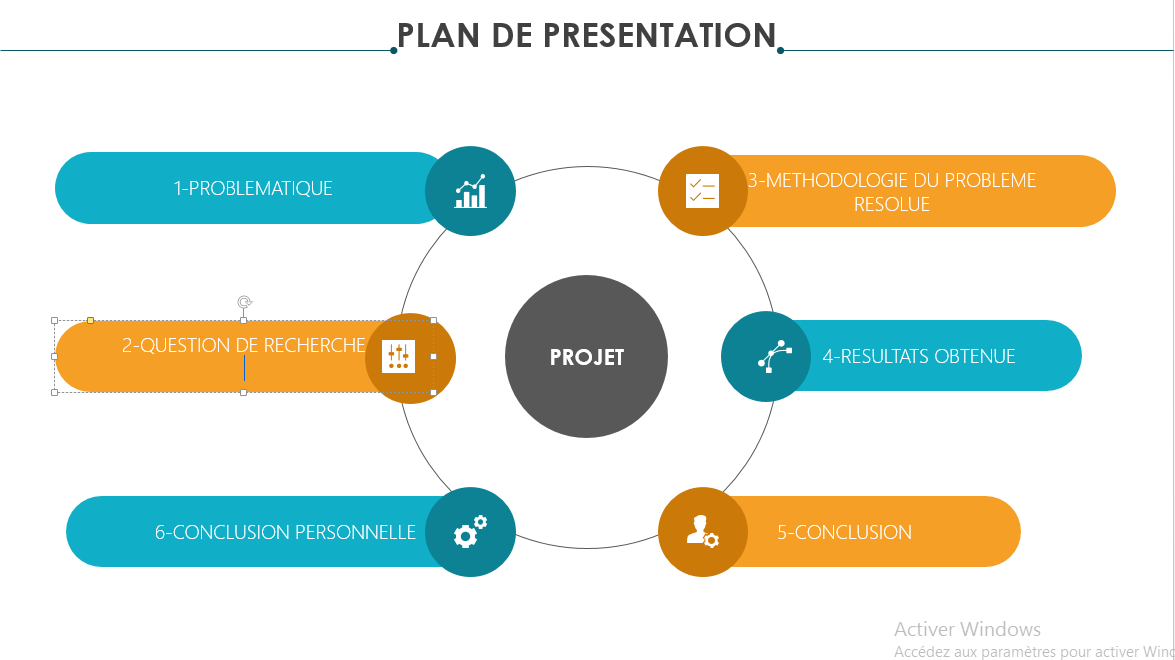 PLAN DE PRESENTATION
1-PROBLEMATIQUE
2-QUESTION DE RECHERCHE
3-METHODOLOGIE DU PROBLEME
RESOLUE
PROJET
4-RESULTATS OBTENUE
6-CONCLUSION PERSONNELLE
5-CONCLUSION
Activer Windows
Accédez aux paramètres pour activer Wind